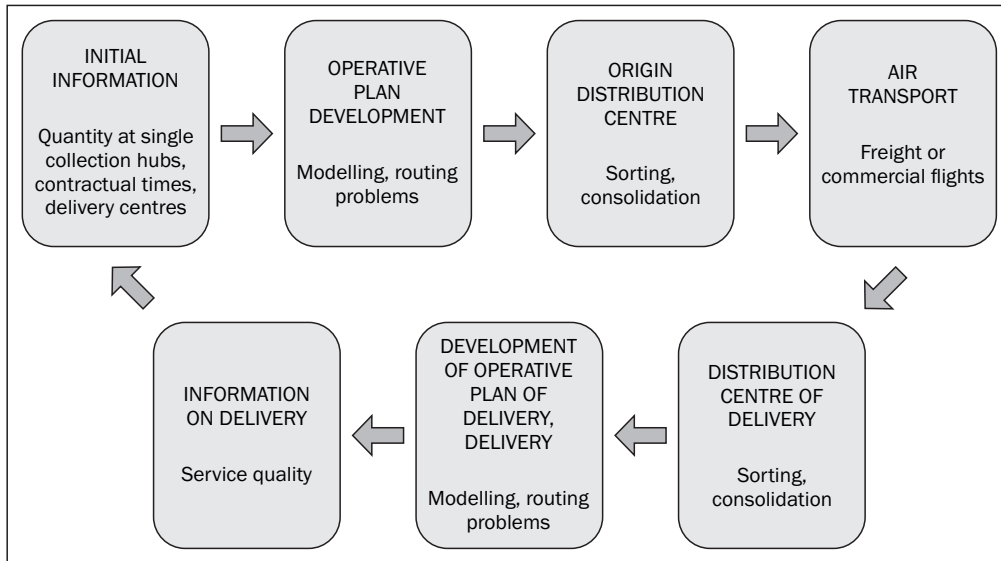 INITIAL
INFORMATION
Quantity at single
collection hubs,
contractual times,
delivery centres
OPERATIVE
PLAN
DEVELOPMENT
Modelling, routing
problems
ORIGIN
DISTRIBUTION
CENTRE
Sorting,
consolidation
AIR
TRANSPORT
Freight or
commercial flights
DISTRIBUTION
CENTRE OF
DELIVERY
Sorting,
consolidation
DEVELOPMENT
OF OPERATIVE
PLAN OF
DELIVERY,
DELIVERY
Modelling, routing
problems
INFORMATION
ON DELIVERY
Service quality